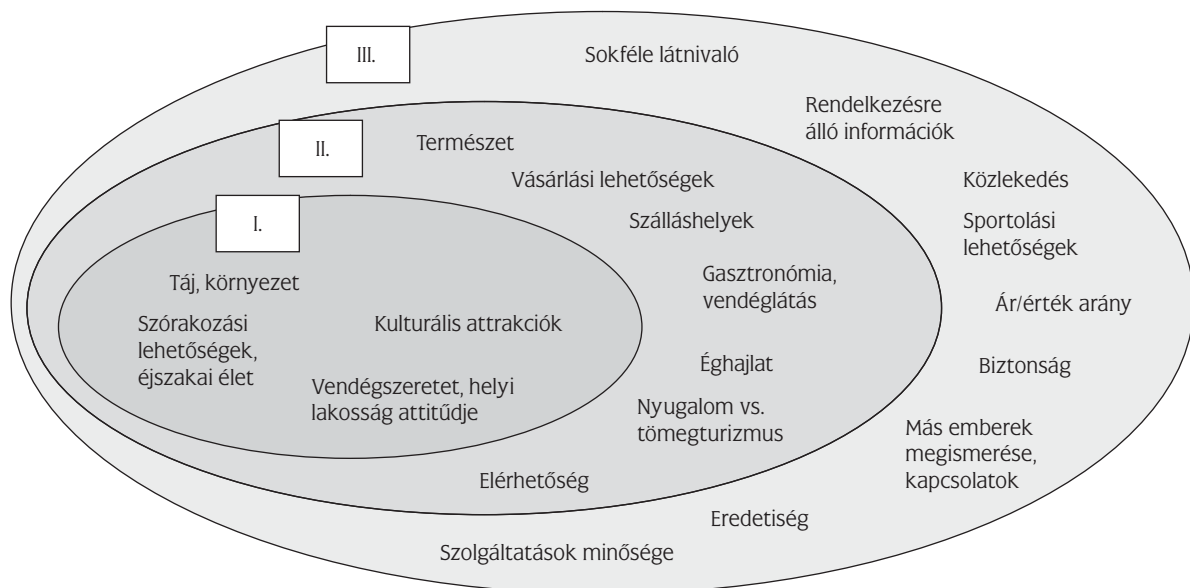 III.
Sokféle látnivaló
Rendelkezésre
álló információk
Közlekedés
Sportolási
lehetőségek
Ár/érték arány
Biztonság
Más emberek
megismerése,
kapcsolatok
Eredetiség
Szolgáltatások minősége
II.
Természet
Vásárlási lehetőségek
Szálláshelyek
Gasztronómia,
vendéglátás
Éghajlat
Nyugalom vs.
tömegturizmus
Elérhetőség
I.
Táj, környezet
Szórakozási
lehetőségek,
éjszakai élet
Kulturális attrakciók
Vendégszeretet, helyi
lakosság attitűdje